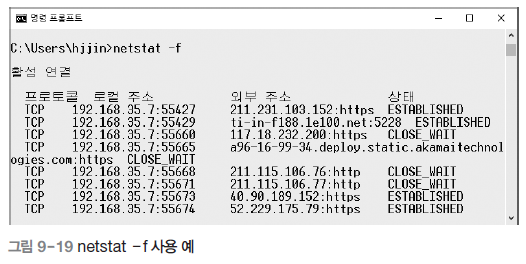 명령 프롬프트
C:\Users\hjjin>netstat -f
활성 연결
프로토콜 로컬 주소 외부 주소 상태
TCP 192.168.35.7:55427 211.231.103.152:https ESTABLISHED
TCP 192.168.35.7:55429 ti-in-f188.1e100.net:5228 ESTABLISHED
TCP 192.168.35.7:55660 117.18.232.200:https CLOSE_WAIT
TCP 192.168.35.7:55665 a96-16-99-34.deploy.static.akamaitechnol
ogies.com:https CLOSE_WAIT
TCP 192.168.35.7:55668 211.115.106.76:http CLOSE_WAIT
TCP 192.168.35.7:55671 211.115.106.77:http CLOSE_WAIT
TCP 192.168.35.7:55673 40.90.189.152:https ESTABLISHED
TCP 192.168.35.7:55674 52.229.175.79:https ESTABLISHED
그림 9-19 netstat -f 사용 예